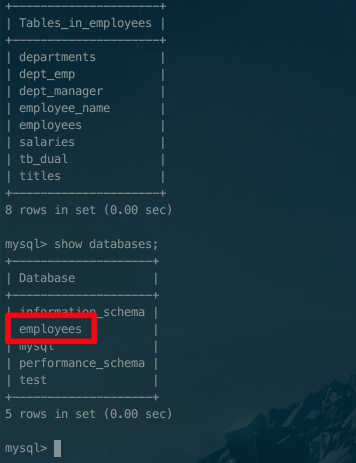 +---------------------+
| Tables_in_employees |
+---------------------+
| departments         |
| dept_emp            |
| dept_manager        |
| employee_name       |
| employees           |
| salaries            |
| tb_dual             |
| titles              |
+---------------------+
8 rows in set (0.00 sec)
mysql> show databases;
+--------------------+
| Database           |
+--------------------+
| information_schema |
| employees          |
| mysql              |
| performance_schema |
| test               |
+--------------------+
5 rows in set (0.00 sec)
mysql>